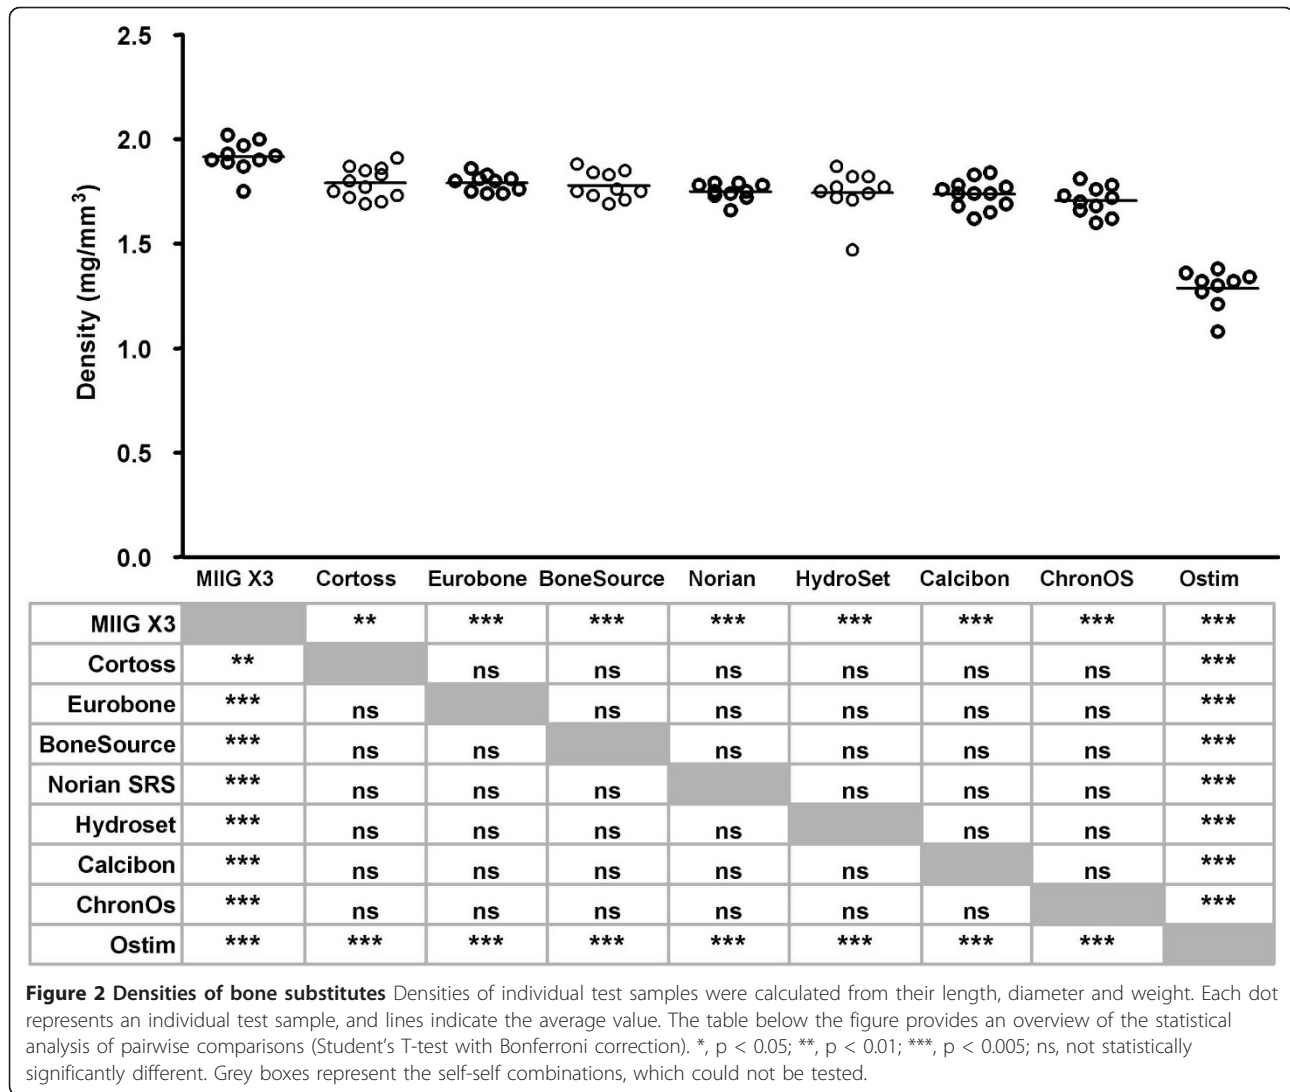 2.5
2.0
1.5
1.0
0.5
0.0
Density (mg/mm³)
MIIG X3 Cortoss Eurobone BoneSource Norian HydroSet Calcibon ChronOS Ostim
MIIG X3 ** *** *** *** *** *** *** ***
Cortoss ** ns ns ns ns ns ns ***
Eurobone *** ns ns ns ns ns ns ***
BoneSource *** ns ns ns ns ns ns ***
Norian SRS *** ns ns ns ns ns ns ***
Hydroset *** ns ns ns ns ns ns ***
Calcibon *** ns ns ns ns ns ns ***
ChronOs *** ns ns ns ns ns ns ***
Ostim *** *** *** *** *** *** *** ***
Figure 2 Densities of bone substitutes Densities of individual test samples were calculated from their length, diameter and weight. Each dot
represents an individual test sample, and lines indicate the average value. The table below the figure provides an overview of the statistical
analysis of pairwise comparisons (Student's T-test with Bonferroni correction). *, p < 0.05; **, p < 0.01; ***, p < 0.005; ns, not statistically
significantly different. Grey boxes represent the self-self combinations, which could not be tested.